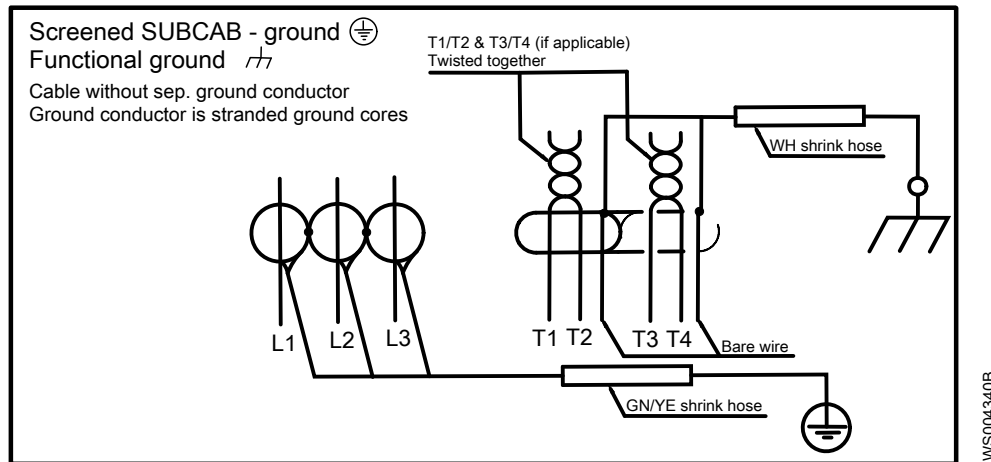 Screened SUBCAB - ground
Functional ground
Cable without sep. ground conductor
Ground conductor is stranded ground cores
T1/T2 & T3/T4 (if applicable)
Twisted together
WH shrink hose
L1 L2 L3
T1 T2 T3 T4
Bare wire
GN/YE shrink hose
WS004340B